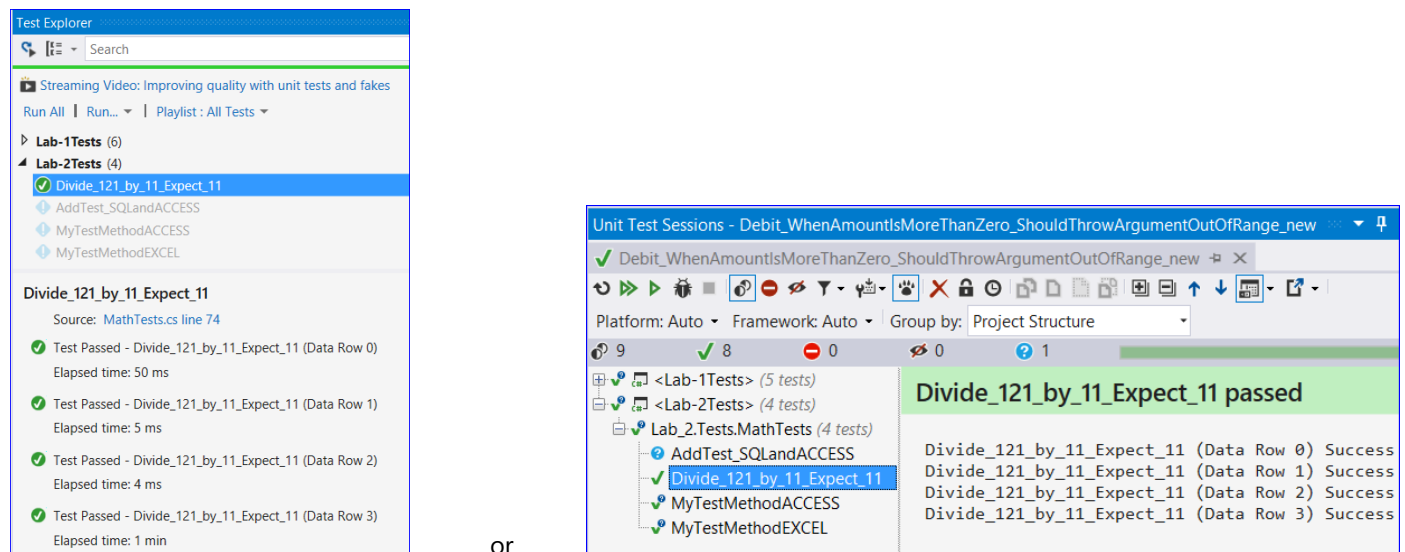 Test Explorer
Search
Streaming Video: Improving quality with unit tests and fakes
Run All | Run... | Playlist : All Tests
Lab-1Tests (6)
Lab-2Tests (4)
Divide_121_by_11_Expect_11
AddTest_SQLandACCESS
MyTestMethodACCESS
MyTestMethodEXCEL
Divide_121_by_11_Expect_11
Source: MathTests.cs line 74
Test Passed - Divide_121_by_11_Expect_11 (Data Row 0)
Elapsed time: 50 ms
Test Passed - Divide_121_by_11_Expect_11 (Data Row 1)
Elapsed time: 5 ms
Test Passed - Divide_121_by_11_Expect_11 (Data Row 2)
Elapsed time: 4 ms
Test Passed - Divide_121_by_11_Expect_11 (Data Row 3)
Elapsed time: 1 min
or
Unit Test Sessions - Debit_WhenAmountIsMoreThanZero_ShouldThrowArgumentOutOfRange_new
Debit_WhenAmountIsMoreThanZero_ShouldThrowArgumentOutOfRange_new
Platform: Auto Framework: Auto Group by: Project Structure
9 8 0 0 1
<Lab-1Tests> (5 tests)
<Lab-2Tests> (4 tests)
Lab_2.Tests.MathTests (4 tests)
AddTest_SQLandACCESS
Divide_121_by_11_Expect_11
MyTestMethodACCESS
MyTestMethodEXCEL
Divide_121_by_11_Expect_11 passed
Divide_121_by_11_Expect_11 (Data Row 0) Success
Divide_121_by_11_Expect_11 (Data Row 1) Success
Divide_121_by_11_Expect_11 (Data Row 2) Success
Divide_121_by_11_Expect_11 (Data Row 3) Success